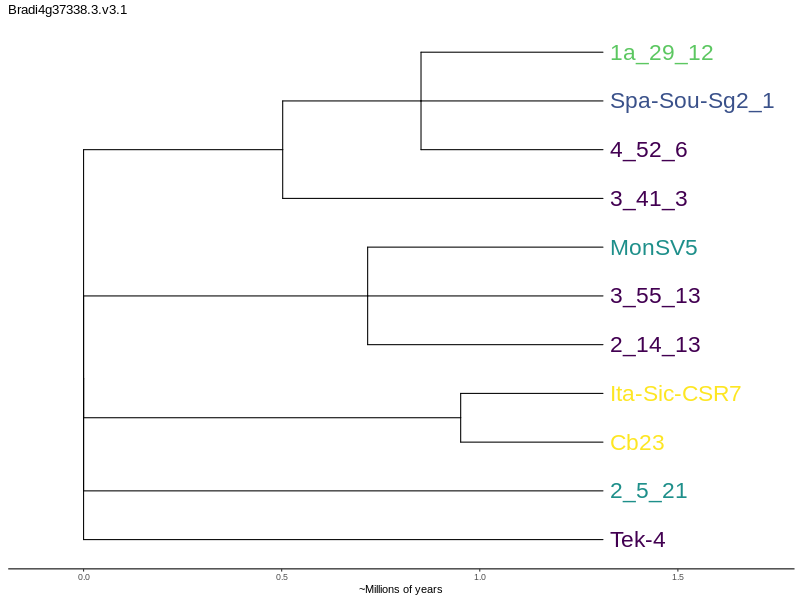 Bradi4g37338.3.v3.1
1a_29_12
Spa-Sou-Sg2_1
4_52_6
3_41_3
MonSV5
3_55_13
2_14_13
Ita-Sic-CSR7
Cb23
2_5_21
Tek-4
0.0 0.5 1.0 1.5
~Millions of years